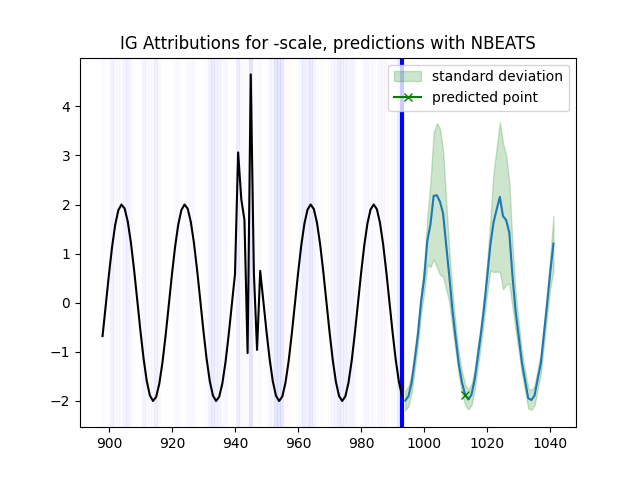 IG Attributions for -scale, predictions with NBEATS
standard deviation
predicted point
4
3
2
1
0
−1
−2
900 920 940 960 980 1000 1020 1040